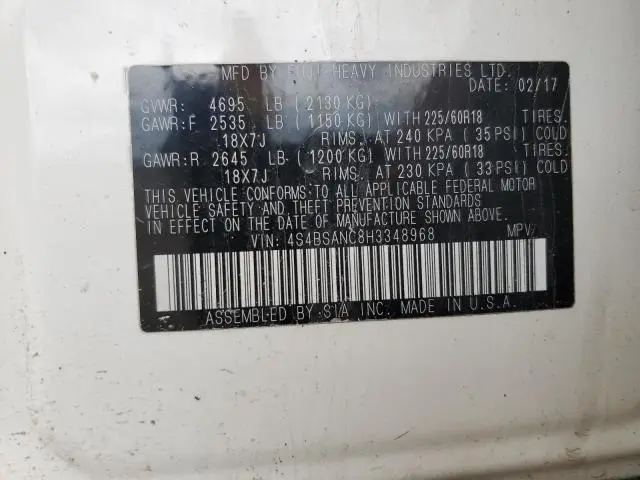 MFD BY FUJI HEAVY INDUSTRIES LTD.
DATE: 02/17
GVWR: 4695 LB (2130 KG)
GAWR:F 2535 LB (1150 KG) WITH 225/60R18 TIRES.
18X7J RIMS. AT 240 KPA (35 PSI) COLD
GAWR:R 2645 LB (1200 KG) WITH 225/60R18 TIRES.
18X7J RIMS. AT 230 KPA (33 PSI) COLD
THIS VEHICLE CONFORMS TO ALL APPLICABLE FEDERAL MOTOR
VEHICLE SAFETY AND THEFT PREVENTION STANDARDS
IN EFFECT ON THE DATE OF MANUFACTURE SHOWN ABOVE.
VIN: 4S4BSANC8H3348968 MPV
ASSEMBLED BY SIA INC. MADE IN U.S.A.